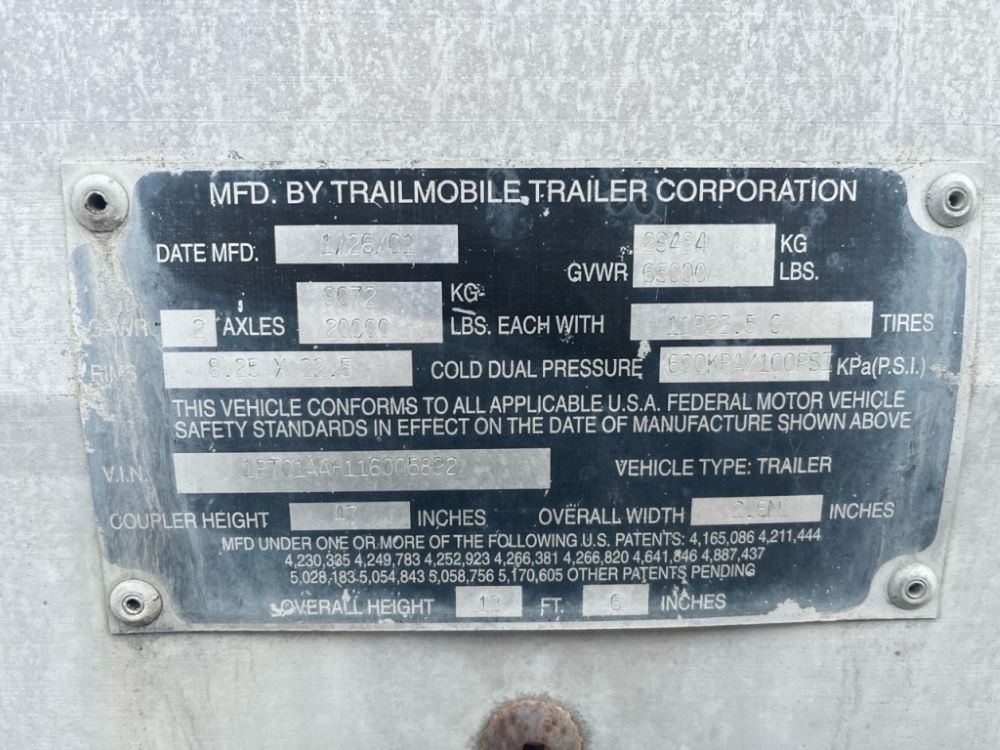 MFD. BY TRAILMOBILE TRAILER CORPORATION
DATE MFD. 1/26/01 GVWR 29484 KG 65000 LBS.
GAWR 2 AXLES 9072 KG 20000 LBS. EACH WITH 11R22.5 G TIRES
RIMS 8.25 X 22.5 COLD DUAL PRESSURE 690KPA/100PSI KPa(P.S.I.)
THIS VEHICLE CONFORMS TO ALL APPLICABLE U.S.A. FEDERAL MOTOR VEHICLE
SAFETY STANDARDS IN EFFECT ON THE DATE OF MANUFACTURE SHOWN ABOVE
V.I.N. VEHICLE TYPE: TRAILER
COUPLER HEIGHT 47 INCHES OVERALL WIDTH 2.6M INCHES
MFD UNDER ONE OR MORE OF THE FOLLOWING U.S. PATENTS: 4,165,086 4,211,444
4,230,335 4,249,783 4,252,923 4,266,381 4,266,820 4,641,846 4,887,437
5,028,183 5,054,843 5,058,756 5,170,605 OTHER PATENTS PENDING
OVERALL HEIGHT 13 FT. 6 INCHES